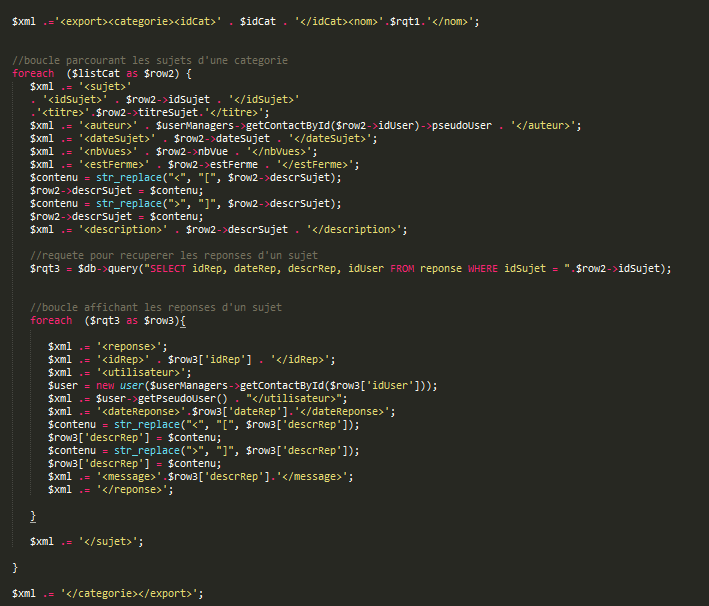 $xml .='<export><categorie><idCat>' . $idCat . '</idCat><nom>'.$rqt1.'</nom>';
//boucle parcourant les sujets d'une categorie
foreach  ($listCat as $row2) {
$xml .= '<sujet>'
. '<idSujet>' . $row2->idSujet . '</idSujet>'
.'<titre>'.$row2->titreSujet.'</titre>';
$xml .= '<auteur>' . $userManagers->getContactById($row2->idUser)->pseudoUser . '</auteur>';
$xml .= '<dateSujet>' . $row2->dateSujet . '</dateSujet>';
$xml .= '<nbVues>' . $row2->nbVue . '</nbVues>';
$xml .= '<estFerme>' . $row2->estFerme . '</estFerme>';
$contenu = str_replace("<", "[", $row2->descrSujet);
$row2->descrSujet = $contenu;
$contenu = str_replace(">", "]", $row2->descrSujet);
$row2->descrSujet = $contenu;
$xml .= '<description>' . $row2->descrSujet . '</description>';
//requete pour recuperer les reponses d'un sujet
$rqt3 = $db->query("SELECT idRep, dateRep, descrRep, idUser FROM reponse WHERE idSujet = ".$row2->idSujet);
//boucle affichant les reponses d'un sujet
foreach  ($rqt3 as $row3){
$xml .= '<reponse>';
$xml .= '<idRep>' . $row3['idRep'] . '</idRep>';
$xml .= '<utilisateur>';
$user = new user($userManagers->getContactById($row3['idUser']));
$xml .= $user->getPseudoUser() . "</utilisateur>";
$xml .= '<dateReponse>'.$row3['dateRep'].'</dateReponse>';
$contenu = str_replace("<", "[", $row3['descrRep']);
$row3['descrRep'] = $contenu;
$contenu = str_replace(">", "]", $row3['descrRep']);
$row3['descrRep'] = $contenu;
$xml .= '<message>'.$row3['descrRep'].'</message>';
$xml .= '</reponse>';
}
$xml .= '</sujet>';
}
$xml .= '</categorie></export>';